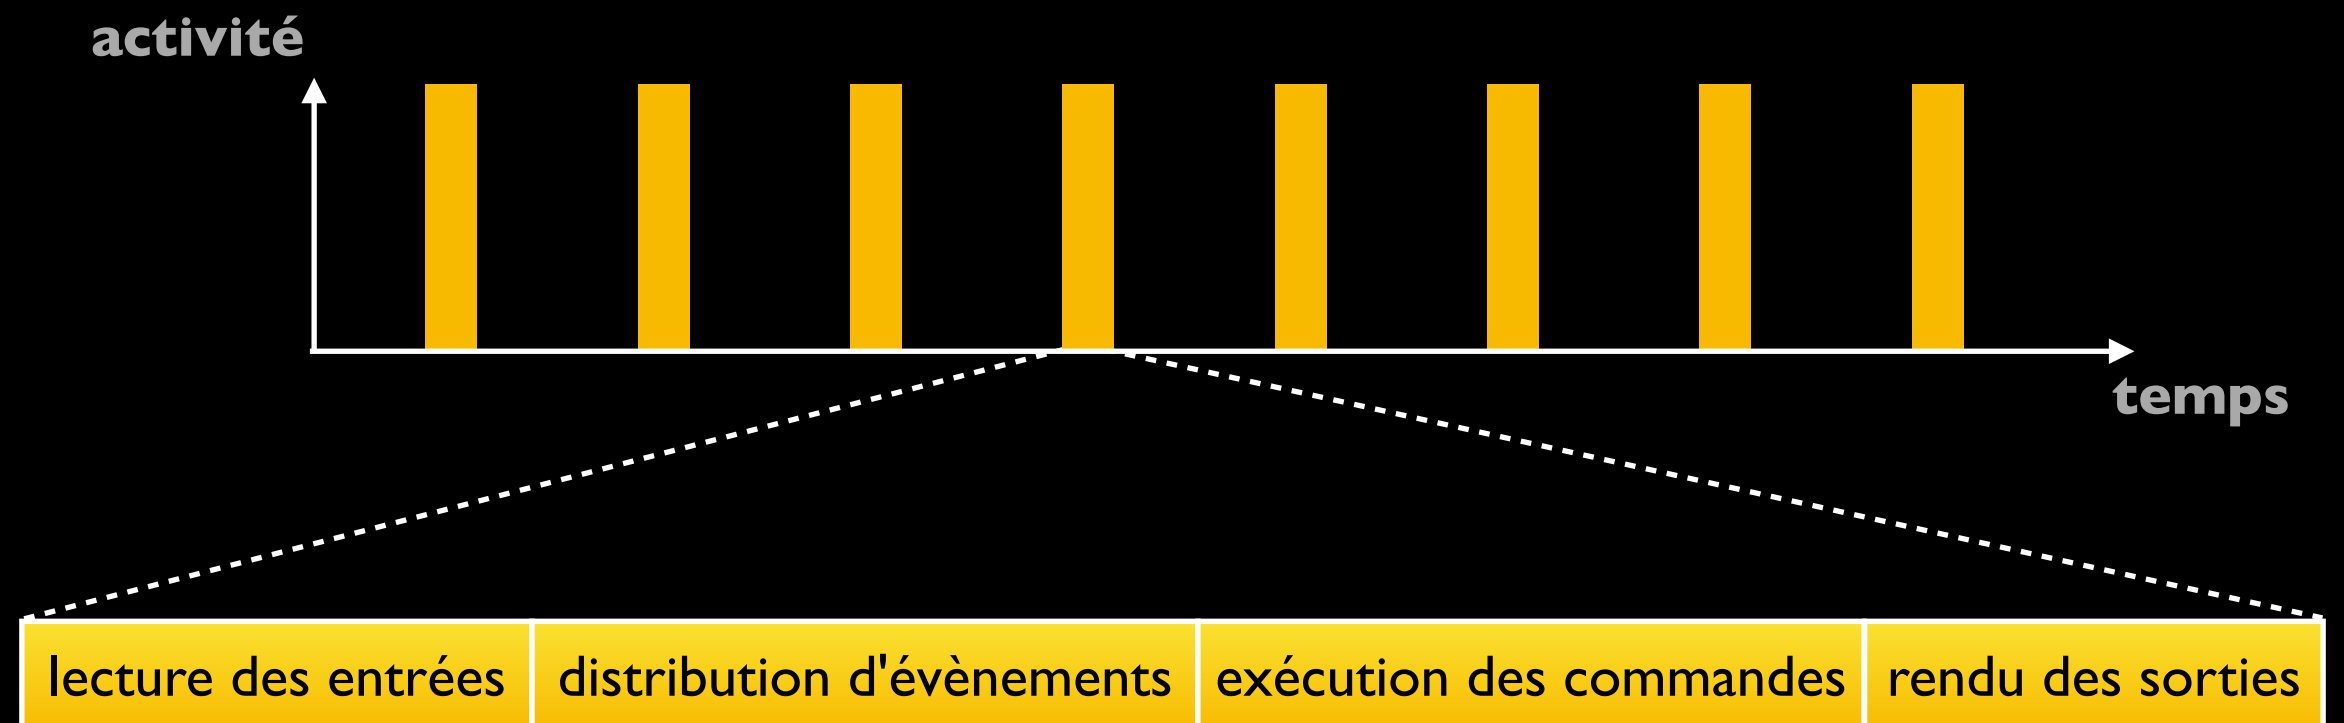 activité
temps
lecture des entrées
distribution d'évènements
exécution des commandes
rendu des sorties